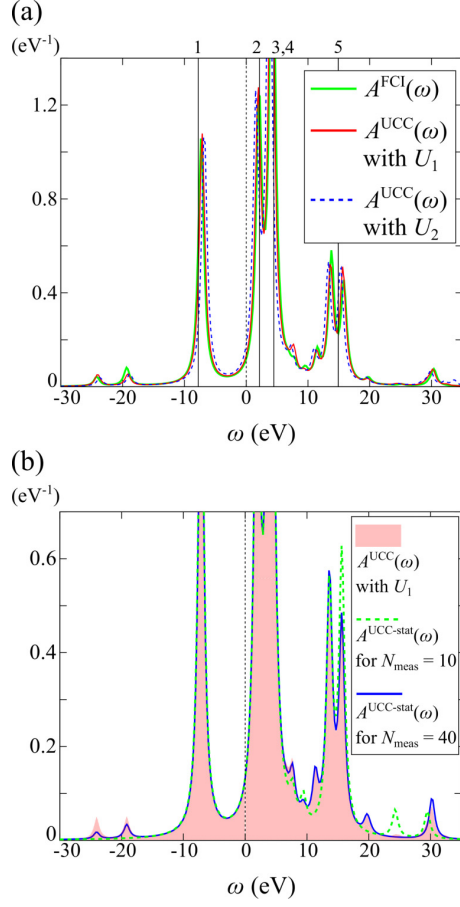 (a)
(eV⁻¹)
1 2 3,4 5
1.2
0.8
0.4
0
A^FCI(ω)
A^UCC(ω)
with U₁
A^UCC(ω)
with U₂
-30 -20 -10 0 10 20 30
ω (eV)
(b)
(eV⁻¹)
0.6
0.4
0.2
0
A^UCC(ω)
with U₁
A^UCC-stat(ω)
for N_meas = 10
A^UCC-stat(ω)
for N_meas = 40
-30 -20 -10 0 10 20 30
ω (eV)